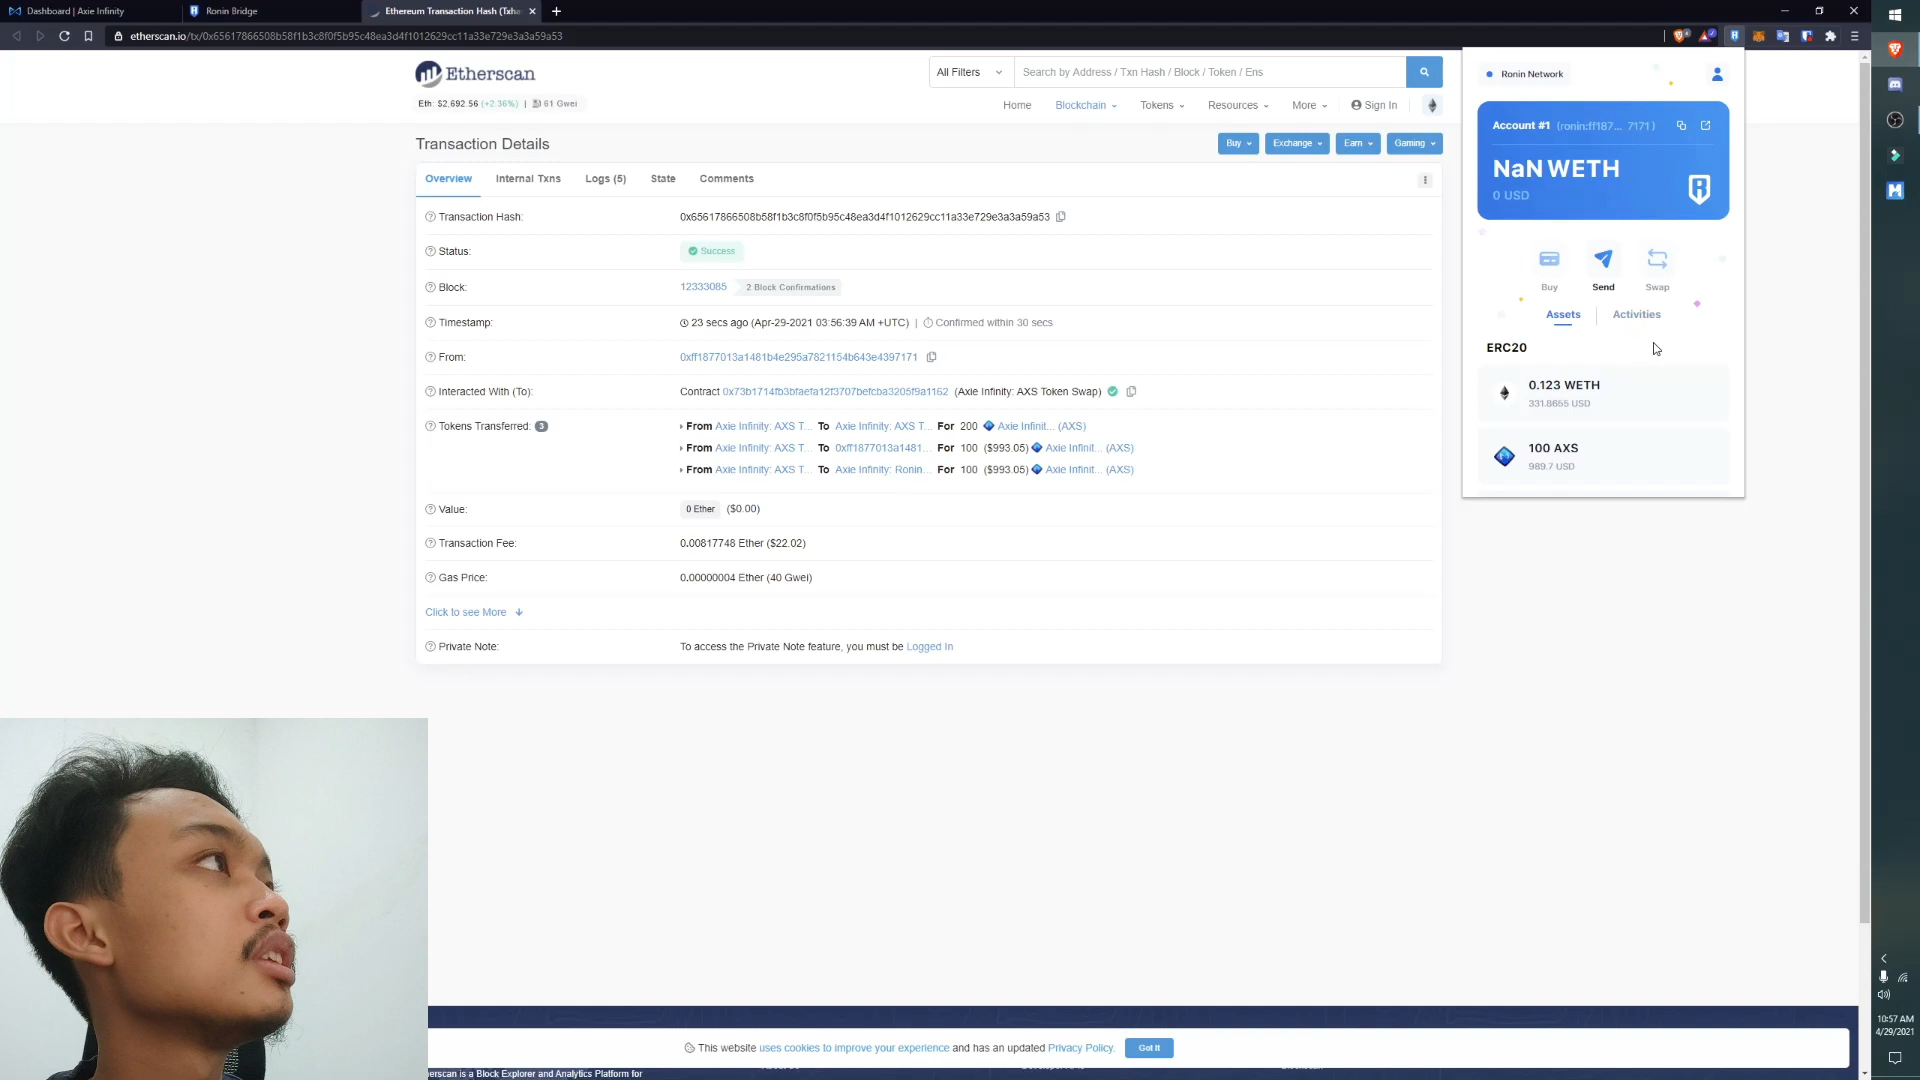 Dashboard | Axie Infinity
Ronin Bridge
Ethereum Transaction Hash (Txha
etherscan.io/tx/0x65617866508b58f1b3c8f0f5b95c48ea3d4f1012629cc11a33e729e3a3a59a53
Etherscan
All Filters
Search by Address / Txn Hash / Block / Token / Ens
Eth: $2,692.56 (+2.36%) | 61 Gwei
Home Blockchain Tokens Resources More Sign In
Transaction Details
Buy Exchange Earn Gaming
Overview Internal Txns Logs (5) State Comments
Transaction Hash: 0x65617866508b58f1b3c8f0f5b95c48ea3d4f1012629cc11a33e729e3a3a59a53
Status: Success
Block: 12333085 2 Block Confirmations
Timestamp: 23 secs ago (Apr-29-2021 03:56:39 AM +UTC) | Confirmed within 30 secs
From: 0xff1877013a1481b4e295a7821154b643e4397171
Interacted With (To): Contract 0x73b1714fb3bfaefa12f3707befcba3205f9a1162 (Axie Infinity: AXS Token Swap)
Tokens Transferred: 3
From Axie Infinity: AXS T... To Axie Infinity: AXS T... For 200 Axie Infinit... (AXS)
From Axie Infinity: AXS T... To 0xff1877013a1481... For 100 ($993.05) Axie Infinit... (AXS)
From Axie Infinity: AXS T... To Axie Infinity: Ronin... For 100 ($993.05) Axie Infinit... (AXS)
Value: 0 Ether ($0.00)
Transaction Fee: 0.00817748 Ether ($22.02)
Gas Price: 0.00000004 Ether (40 Gwei)
Click to see More
Private Note: To access the Private Note feature, you must be Logged In
Ronin Network
Account #1 (ronin:ff187... 7171)
NaN WETH
0 USD
Buy Send Swap
Assets Activities
ERC20
0.123 WETH
331.8655 USD
100 AXS
989.7 USD
This website uses cookies to improve your experience and has an updated Privacy Policy. Got It
erscan is a Block Explorer and Analytics Platform for
10:57 AM
4/29/2021